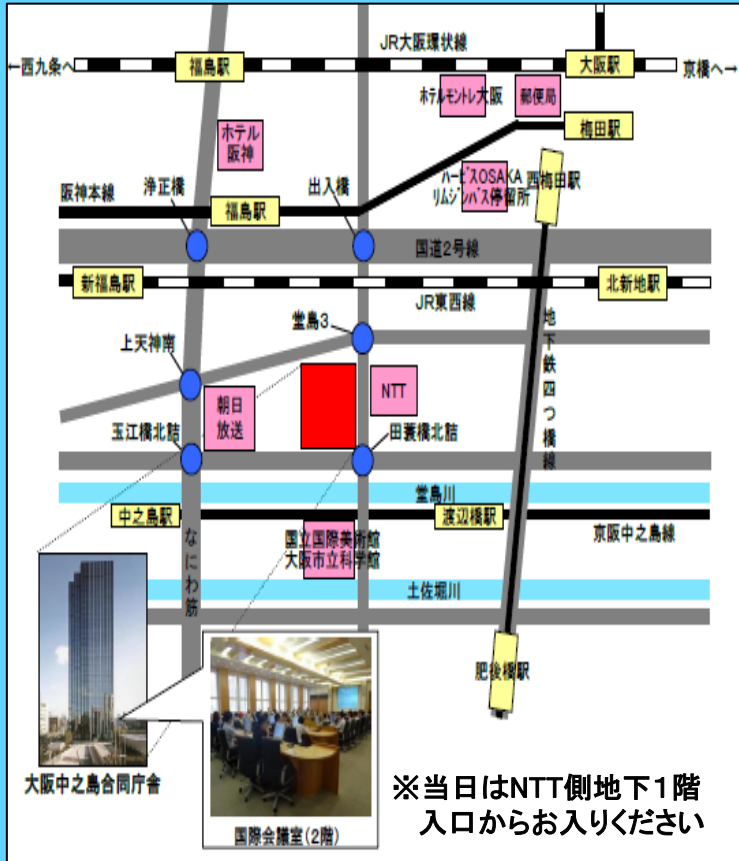 JR大阪環状線
←西九条へ
福島駅
大阪駅
京橋へ→
ホテルモントレ大阪
郵便局
梅田駅
ホテル
阪神
ハービスOSAKA
リムジンバス停留所
西梅田駅
阪神本線
浄正橋
出入橋
福島駅
国道2号線
新福島駅
北新地駅
JR東西線
堂島3
上天神南
地下鉄四つ橋線
朝日
放送
NTT
玉江橋北詰
田蓑橋北詰
堂島川
中之島駅
渡辺橋駅
京阪中之島線
なにわ筋
国立国際美術館
大阪市立科学館
土佐堀川
肥後橋駅
大阪中之島合同庁舎
国際会議室(2階)
※当日はNTT側地下1階
入口からお入りください